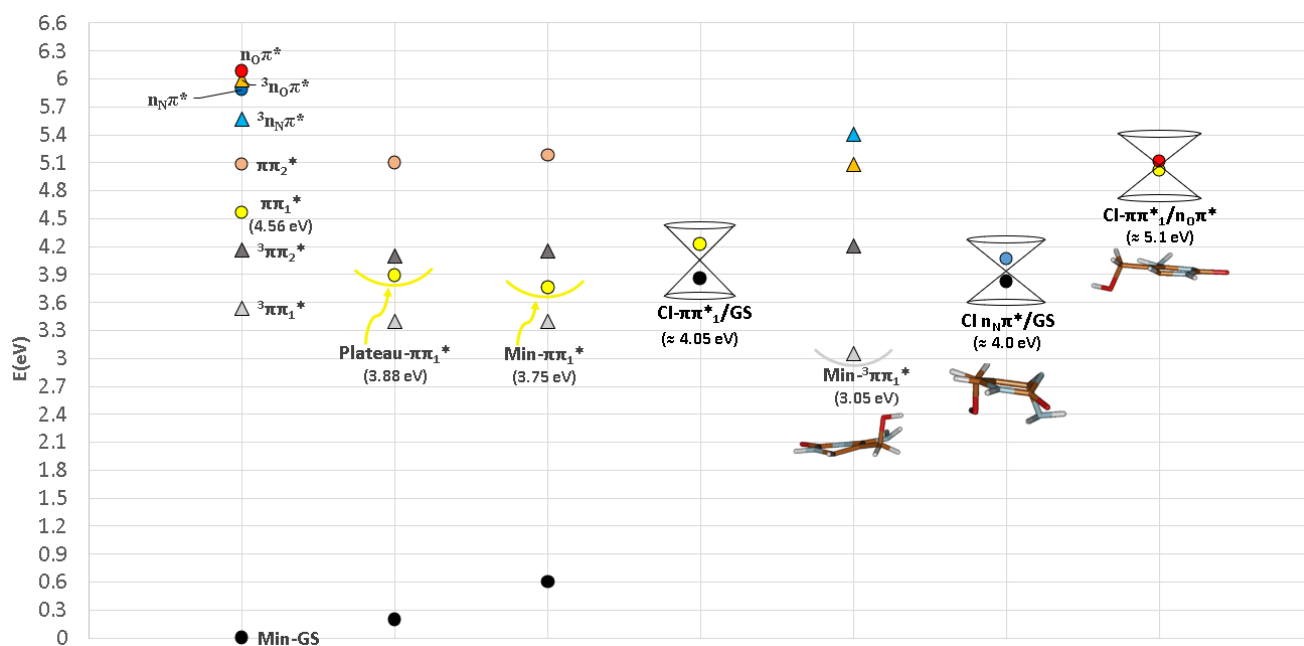 E(eV)
6.6
6.3
6
5.7
5.4
5.1
4.8
4.5
4.2
3.9
3.6
3.3
3
2.7
2.4
2.1
1.8
1.5
1.2
0.9
0.6
0.3
0
nOπ*
nNπ*
³nOπ*
³nNπ*
ππ2*
ππ1*
(4.56 eV)
³ππ2*
³ππ1*
Min-GS
Plateau-ππ1*
(3.88 eV)
Min-ππ1*
(3.75 eV)
CI-ππ*1/GS
(≈ 4.05 eV)
Min-³ππ1*
(3.05 eV)
CI nNπ*/GS
(≈ 4.0 eV)
CI-ππ*1/nOπ*
(≈ 5.1 eV)